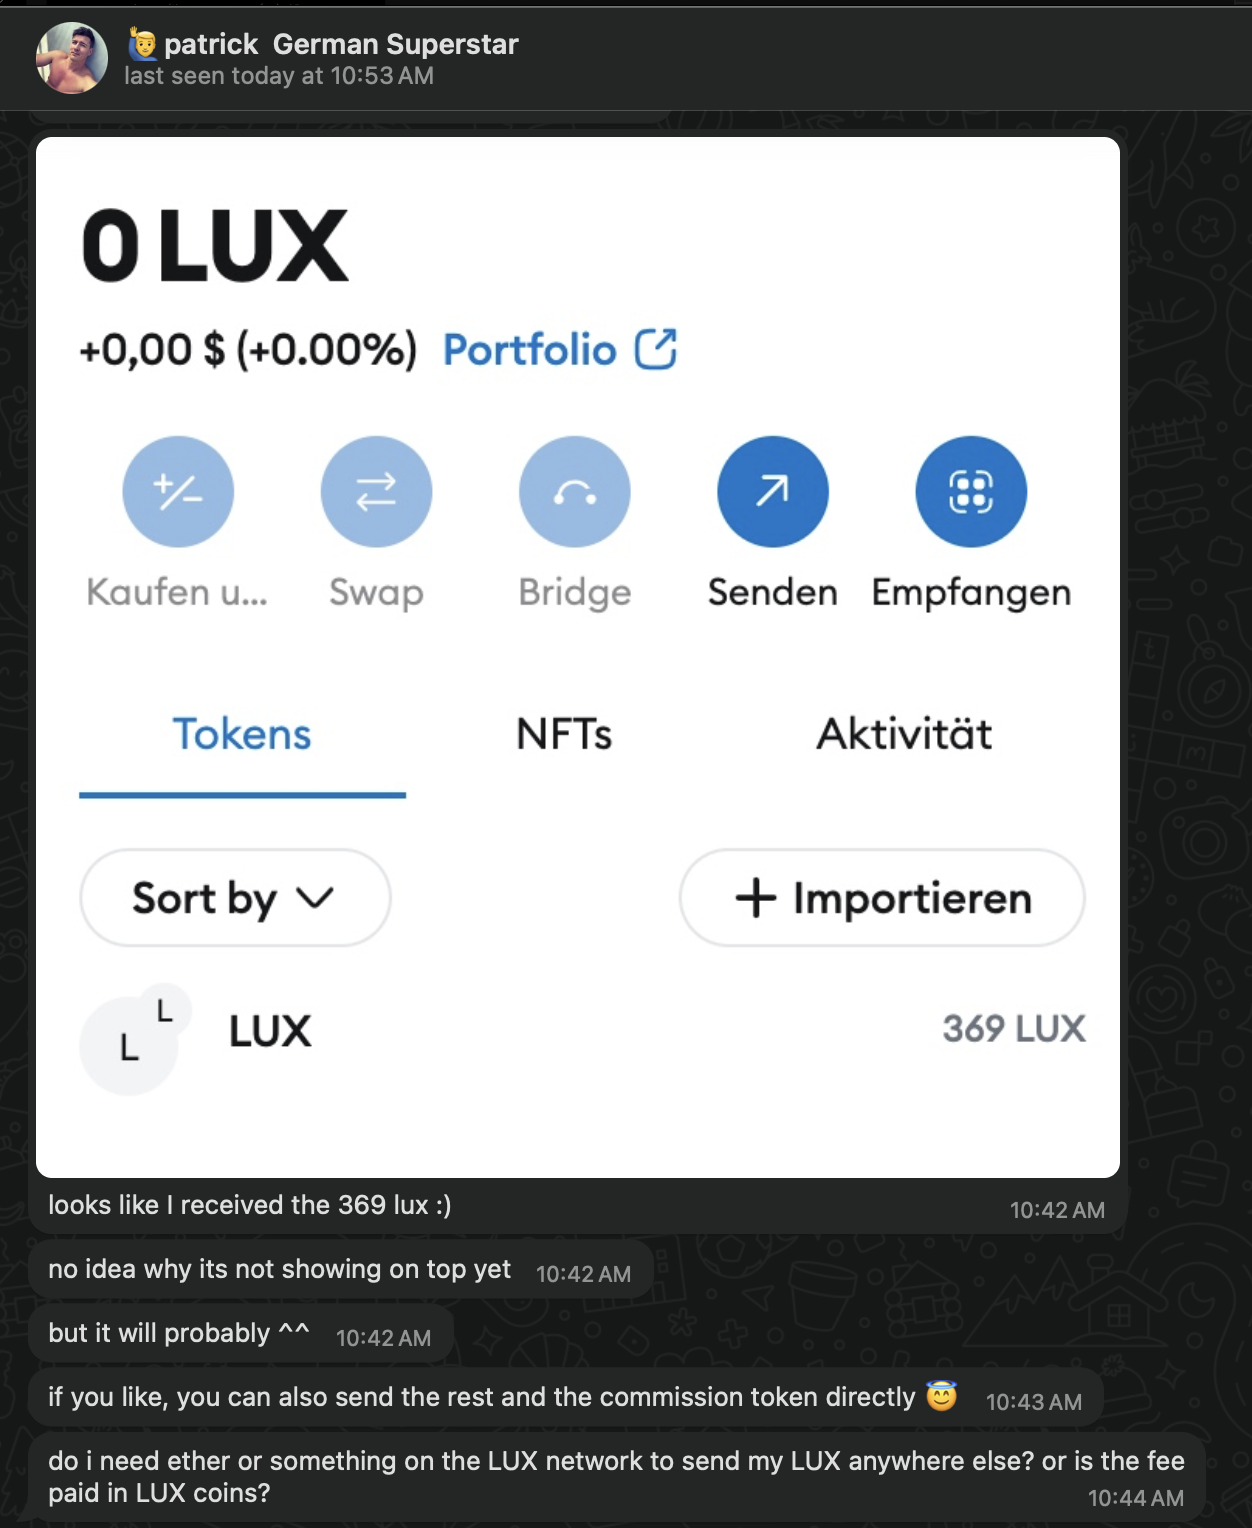 🙋‍♂️ patrick German Superstar
last seen today at 10:53 AM
0 LUX
+0,00 $ (+0.00%) Portfolio
Kaufen u... Swap Bridge Senden Empfangen
Tokens NFTs Aktivität
Sort by + Importieren
L
L LUX 369 LUX
looks like I received the 369 lux :) 10:42 AM
no idea why its not showing on top yet 10:42 AM
but it will probably ^^ 10:42 AM
if you like, you can also send the rest and the commission token directly 😇 10:43 AM
do i need ether or something on the LUX network to send my LUX anywhere else? or is the fee
paid in LUX coins? 10:44 AM